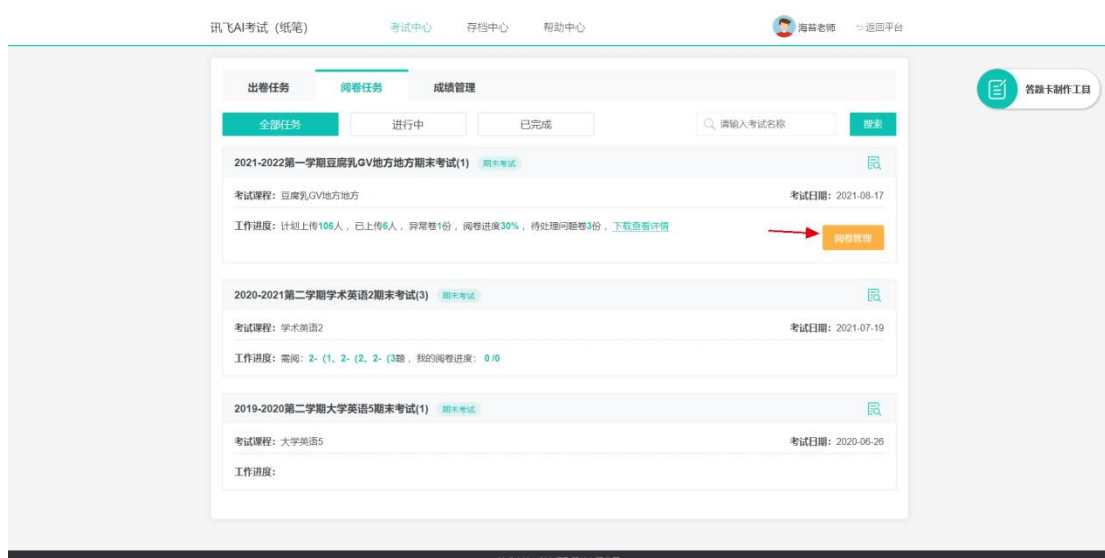 讯飞AI考试（纸笔） 考试中心 存档中心 帮助中心 海苔老师 返回平台
出卷任务 阅卷任务 成绩管理
答题卡制作工具
全部任务 进行中 已完成 请输入考试名称 搜索
2021-2022第一学期豆腐乳GV地方地方期末考试(1) 期末考试
考试课程：豆腐乳GV地方地方 考试日期：2021-08-17
工作进度：计划上传106人，已上传6人，异常卷1份，阅卷进度30%，待处理问题卷3份，下载查看详情
阅卷管理
2020-2021第二学期学术英语2期末考试(3) 期末考试
考试课程：学术英语2 考试日期：2021-07-19
工作进度：需阅：2-（1、2-（2、2-（3题，我的阅卷进度：0 /0
2019-2020第二学期大学英语5期末考试(1) 期末考试
考试课程：大学英语5 考试日期：2020-06-26
工作进度：